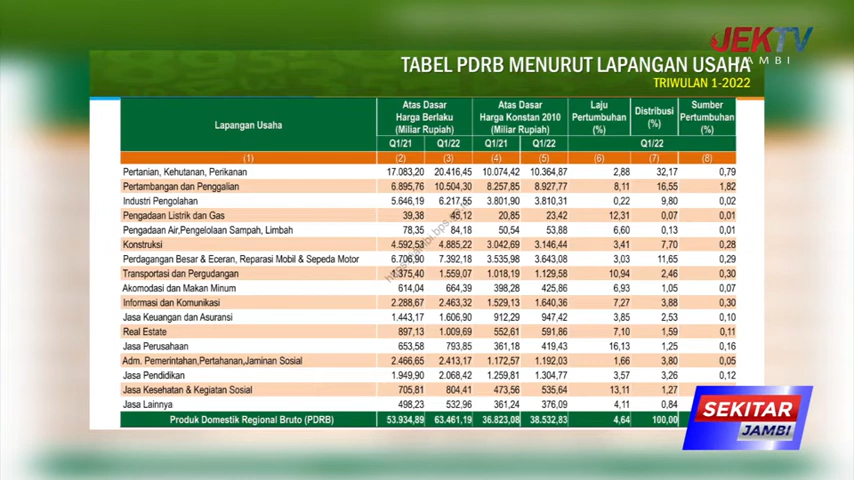 JEKTV
JAMBI
TABEL PDRB MENURUT LAPANGAN USAHA
TRIWULAN 1-2022
Lapangan Usaha Atas Dasar Harga Berlaku (Miliar Rupiah) Atas Dasar Harga Konstan 2010 (Miliar Rupiah) Laju Pertumbuhan (%) Distribusi (%) Sumber Pertumbuhan (%)
Q1/21 Q1/22 Q1/21 Q1/22 Q1/22
(1) (2) (3) (4) (5) (6) (7) (8)
Pertanian, Kehutanan, Perikanan 17.083,20 20.416,45 10.074,42 10.364,87 2,88 32,17 0,79
Pertambangan dan Penggalian 6.895,76 10.504,30 8.257,85 8.927,77 8,11 16,55 1,82
Industri Pengolahan 5.646,19 6.217,55 3.801,90 3.810,31 0,22 9,80 0,02
Pengadaan Listrik dan Gas 39,38 45,12 20,85 23,42 12,31 0,07 0,01
Pengadaan Air,Pengelolaan Sampah, Limbah 78,35 84,18 50,54 53,88 6,60 0,13 0,01
Konstruksi 4.592,53 4.885,22 3.042,69 3.146,44 3,41 7,70 0,28
Perdagangan Besar & Eceran, Reparasi Mobil & Sepeda Motor 6.706,90 7.392,18 3.535,98 3.643,08 3,03 11,65 0,29
Transportasi dan Pergudangan 1.375,40 1.559,07 1.018,19 1.129,58 10,94 2,46 0,30
Akomodasi dan Makan Minum 614,04 664,39 398,28 425,86 6,93 1,05 0,07
Informasi dan Komunikasi 2.288,67 2.463,32 1.529,13 1.640,36 7,27 3,88 0,30
Jasa Keuangan dan Asuransi 1.443,17 1.606,90 912,29 947,42 3,85 2,53 0,10
Real Estate 897,13 1.009,69 552,61 591,86 7,10 1,59 0,11
Jasa Perusahaan 653,58 793,85 361,18 419,43 16,13 1,25 0,16
Adm. Pemerintahan,Pertahanan,Jaminan Sosial 2.466,65 2.413,17 1.172,57 1.192,03 1,66 3,80 0,05
Jasa Pendidikan 1.949,90 2.068,42 1.259,81 1.304,77 3,57 3,26 0,12
Jasa Kesehatan & Kegiatan Sosial 705,81 804,41 473,56 535,64 13,11 1,27
Jasa Lainnya 498,23 532,96 361,24 376,09 4,11 0,84
Produk Domestik Regional Bruto (PDRB) 53.934,89 63.461,19 36.823,08 38.532,83 4,64 100,00
SEKITAR
JAMBI